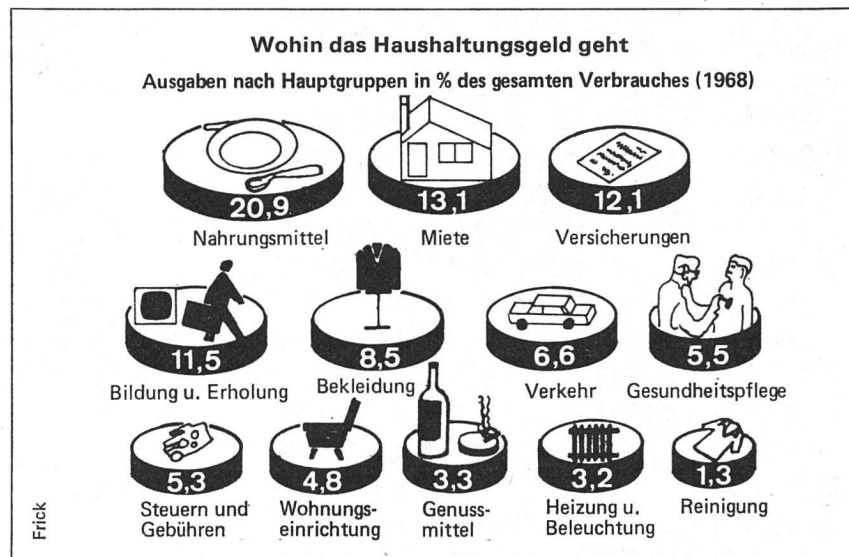 Wohin das Haushaltungsgeld geht
Ausgaben nach Hauptgruppen in % des gesamten Verbrauches (1968)
20,9
Nahrungsmittel
13,1
Miete
12,1
Versicherungen
11,5
Bildung u. Erholung
8,5
Bekleidung
6,6
Verkehr
5,5
Gesundheitspflege
5,3
Steuern und
Gebühren
4,8
Wohnungs-
einrichtung
3,3
Genuss-
mittel
3,2
Heizung u.
Beleuchtung
1,3
Reinigung
Frick